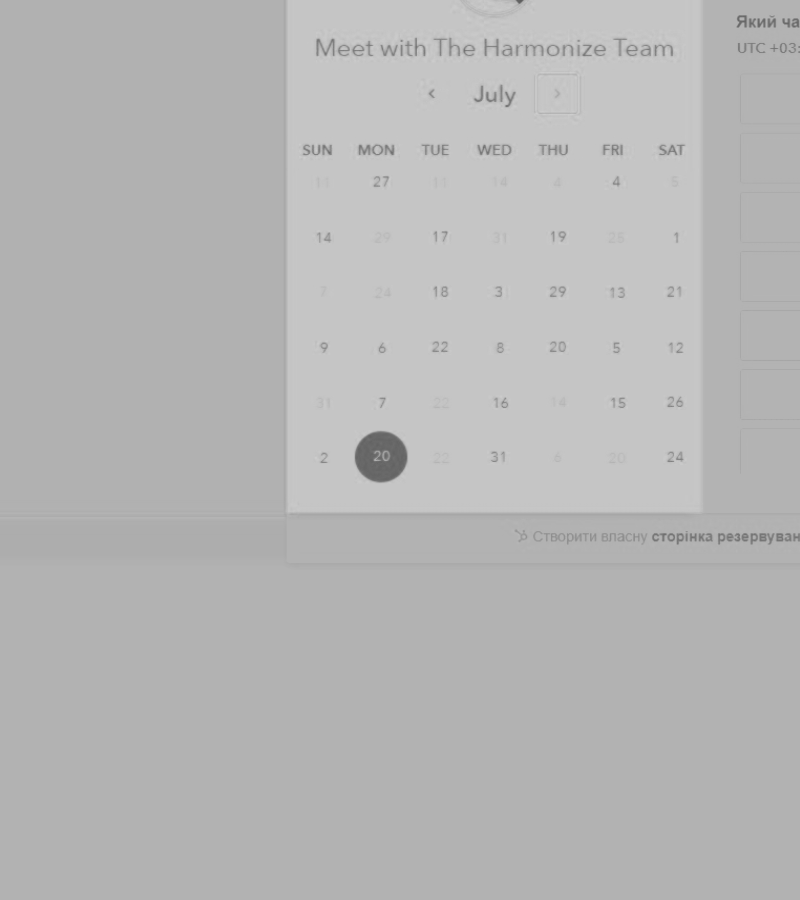 Meet with The Harmonize Team
July
SUN MON TUE WED THU FRI SAT
11 27 11 14 4 4 5
14 29 17 31 19 25 1
7 24 18 3 29 13 21
9 6 22 8 20 5 12
31 7 22 16 14 15 26
2 20 22 31 6 20 24
Який ча
UTC +03:
Створити власну сторінка резервуван